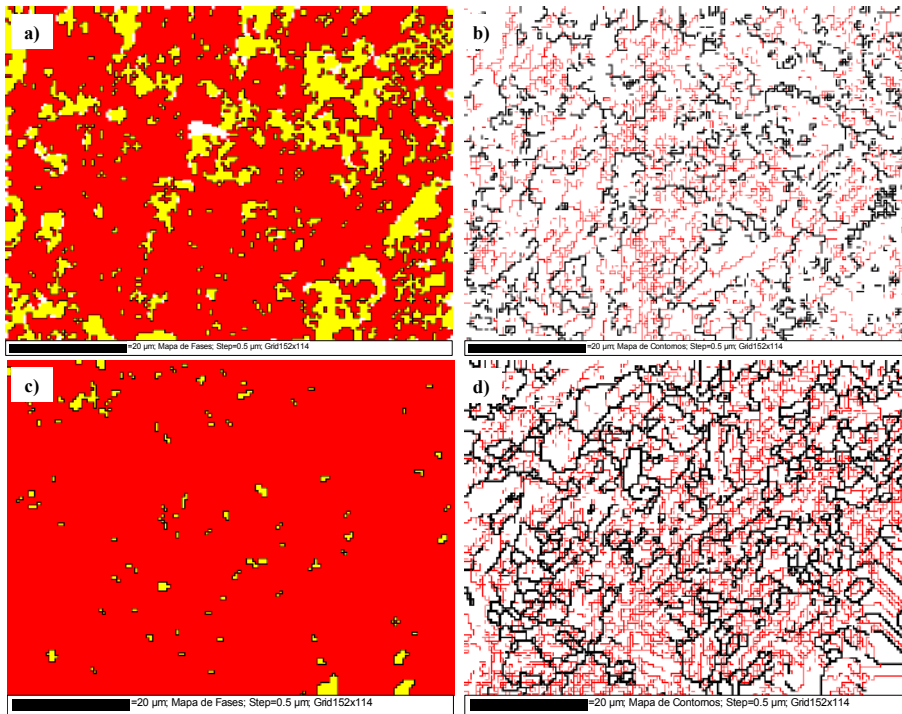 a)
b)
=20 µm; Mapa de Fases; Step=0.5 µm; Grid152x114
=20 µm; Mapa de Contornos; Step=0.5 µm; Grid152x114
c)
d)
=20 µm; Mapa de Fases; Step=0.5 µm; Grid152x114
=20 µm; Mapa de Contornos; Step=0.5 µm; Grid152x114